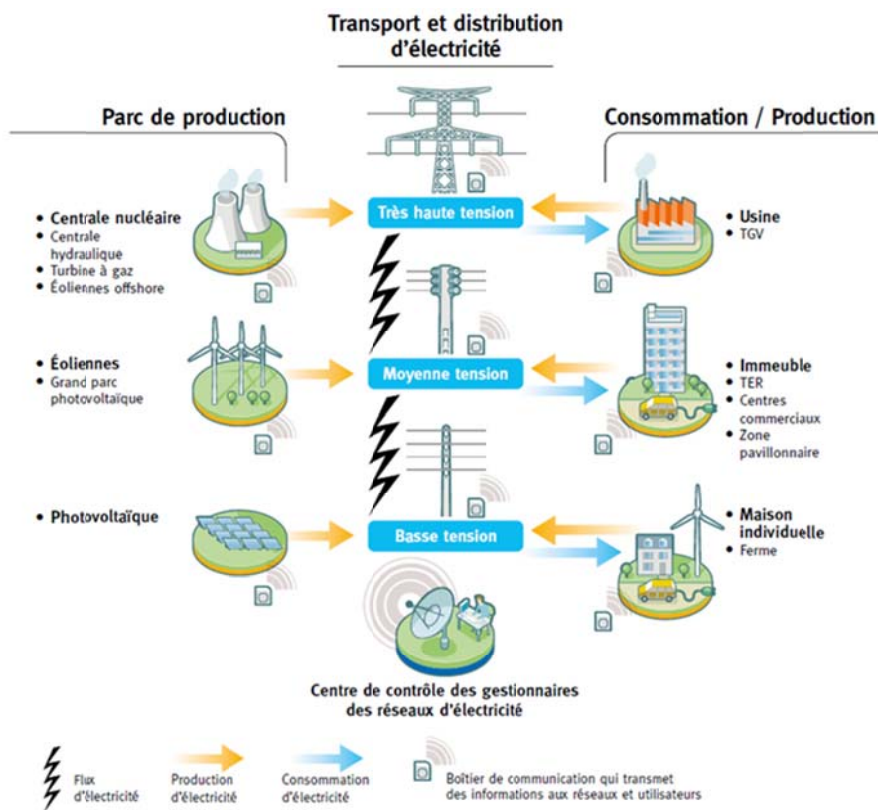 Transport et distribution
d'électricité
Parc de production
Consommation / Production
• Centrale nucléaire
• Centrale
hydraulique
• Turbine à gaz
• Éoliennes offshore
Très haute tension
• Usine
• TGV
• Éoliennes
• Grand parc
photovoltaïque
Moyenne tension
• Immeuble
• TER
• Centres
commerciaux
• Zone
pavillonnaire
• Photovoltaïque
Basse tension
• Maison
individuelle
• Ferme
Centre de contrôle des gestionnaires
des réseaux d'électricité
Flux
d'électricité
Production
d'électricité
Consommation
d'électricité
Boîtier de communication qui transmet
des informations aux réseaux et utilisateurs